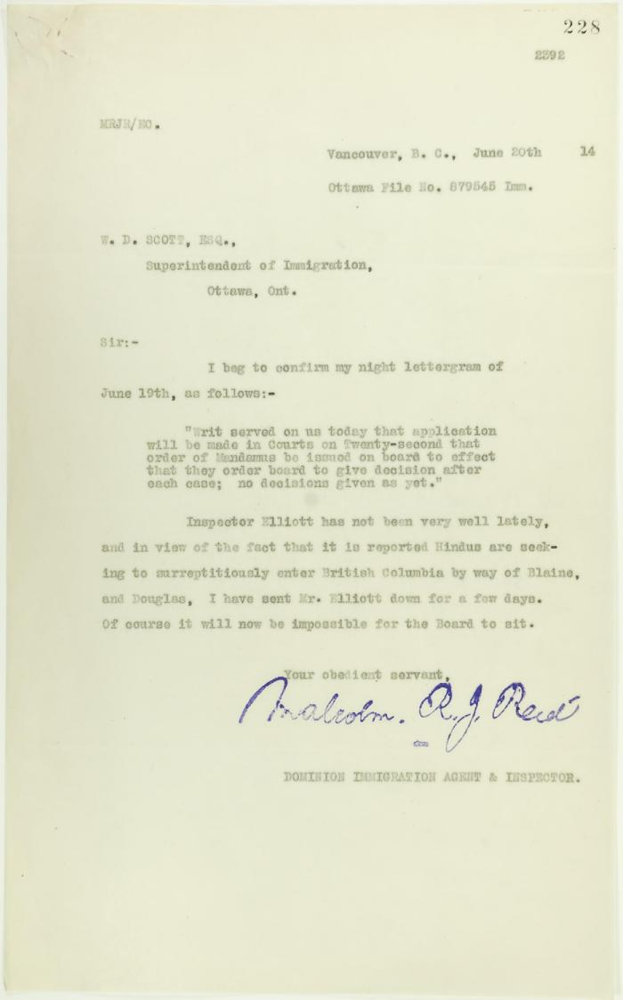 228
2392
MRJR/EC.
Vancouver, B. C., June 20th 14
Ottawa File No. 879545 Imm.
W. D. SCOTT, ESQ.,
Superintendent of Immigration,
Ottawa, Ont.
Sir:-
I beg to confirm my night lettergram of
June 19th, as follows:-
"Writ served on us today that application
will be made in Courts on Twenty-second that
order of Mandamus be issued on board to effect
that they order board to give decision after
each case; no decisions given as yet."
Inspector Elliott has not been very well lately,
and in view of the fact that it is reported Hindus are seek-
ing to surreptitiously enter British Columbia by way of Blaine,
and Douglas, I have sent Mr. Elliott down for a few days.
Of course it will now be impossible for the Board to sit.
Your obedient servant,
Malcolm. R. J. Reid
DOMINION IMMIGRATION AGENT & INSPECTOR.